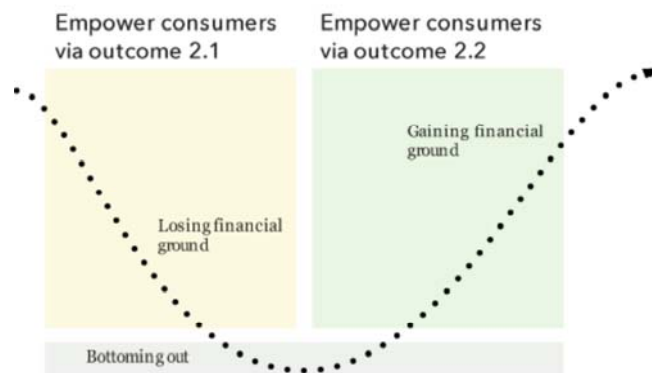 Empower consumers
via outcome 2.1
Empower consumers
via outcome 2.2
Gaining financial
ground
Losing financial
ground
Bottoming out